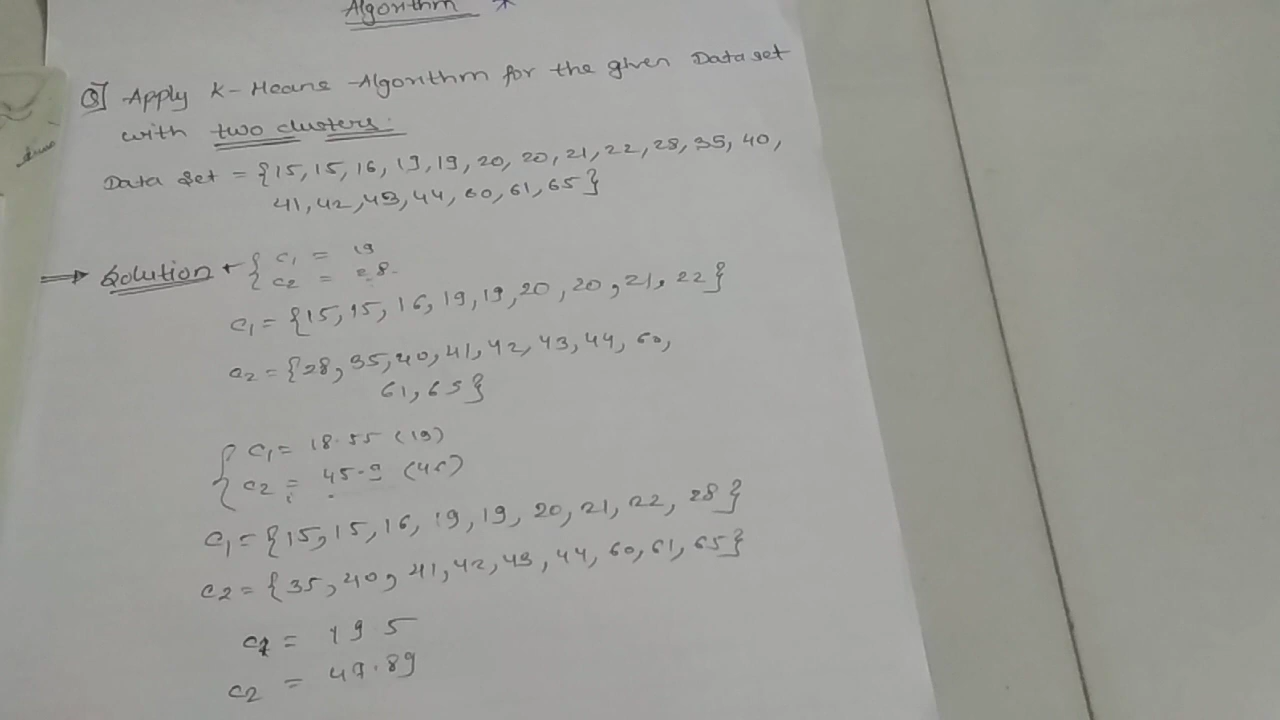 Algorithm
Q] Apply K-Means Algorithm for the given Data set
with two clusters.
Data Set = {15, 15, 16, 19, 19, 20, 20, 21, 22, 28, 35, 40,
41, 42, 43, 44, 60, 61, 65}
Solution { C1 = 19
C2 = 28
C1 = {15, 15, 16, 19, 19, 20, 20, 21, 22}
C2 = {28, 35, 40, 41, 42, 43, 44, 60,
61, 65}
{ C1 = 18.55 (19)
C2 = 45.9 (46)
C1 = {15, 15, 16, 19, 19, 20, 21, 22, 28}
C2 = {35, 40, 41, 42, 43, 44, 60, 61, 65}
C1 = 19 5
C2 = 47.89